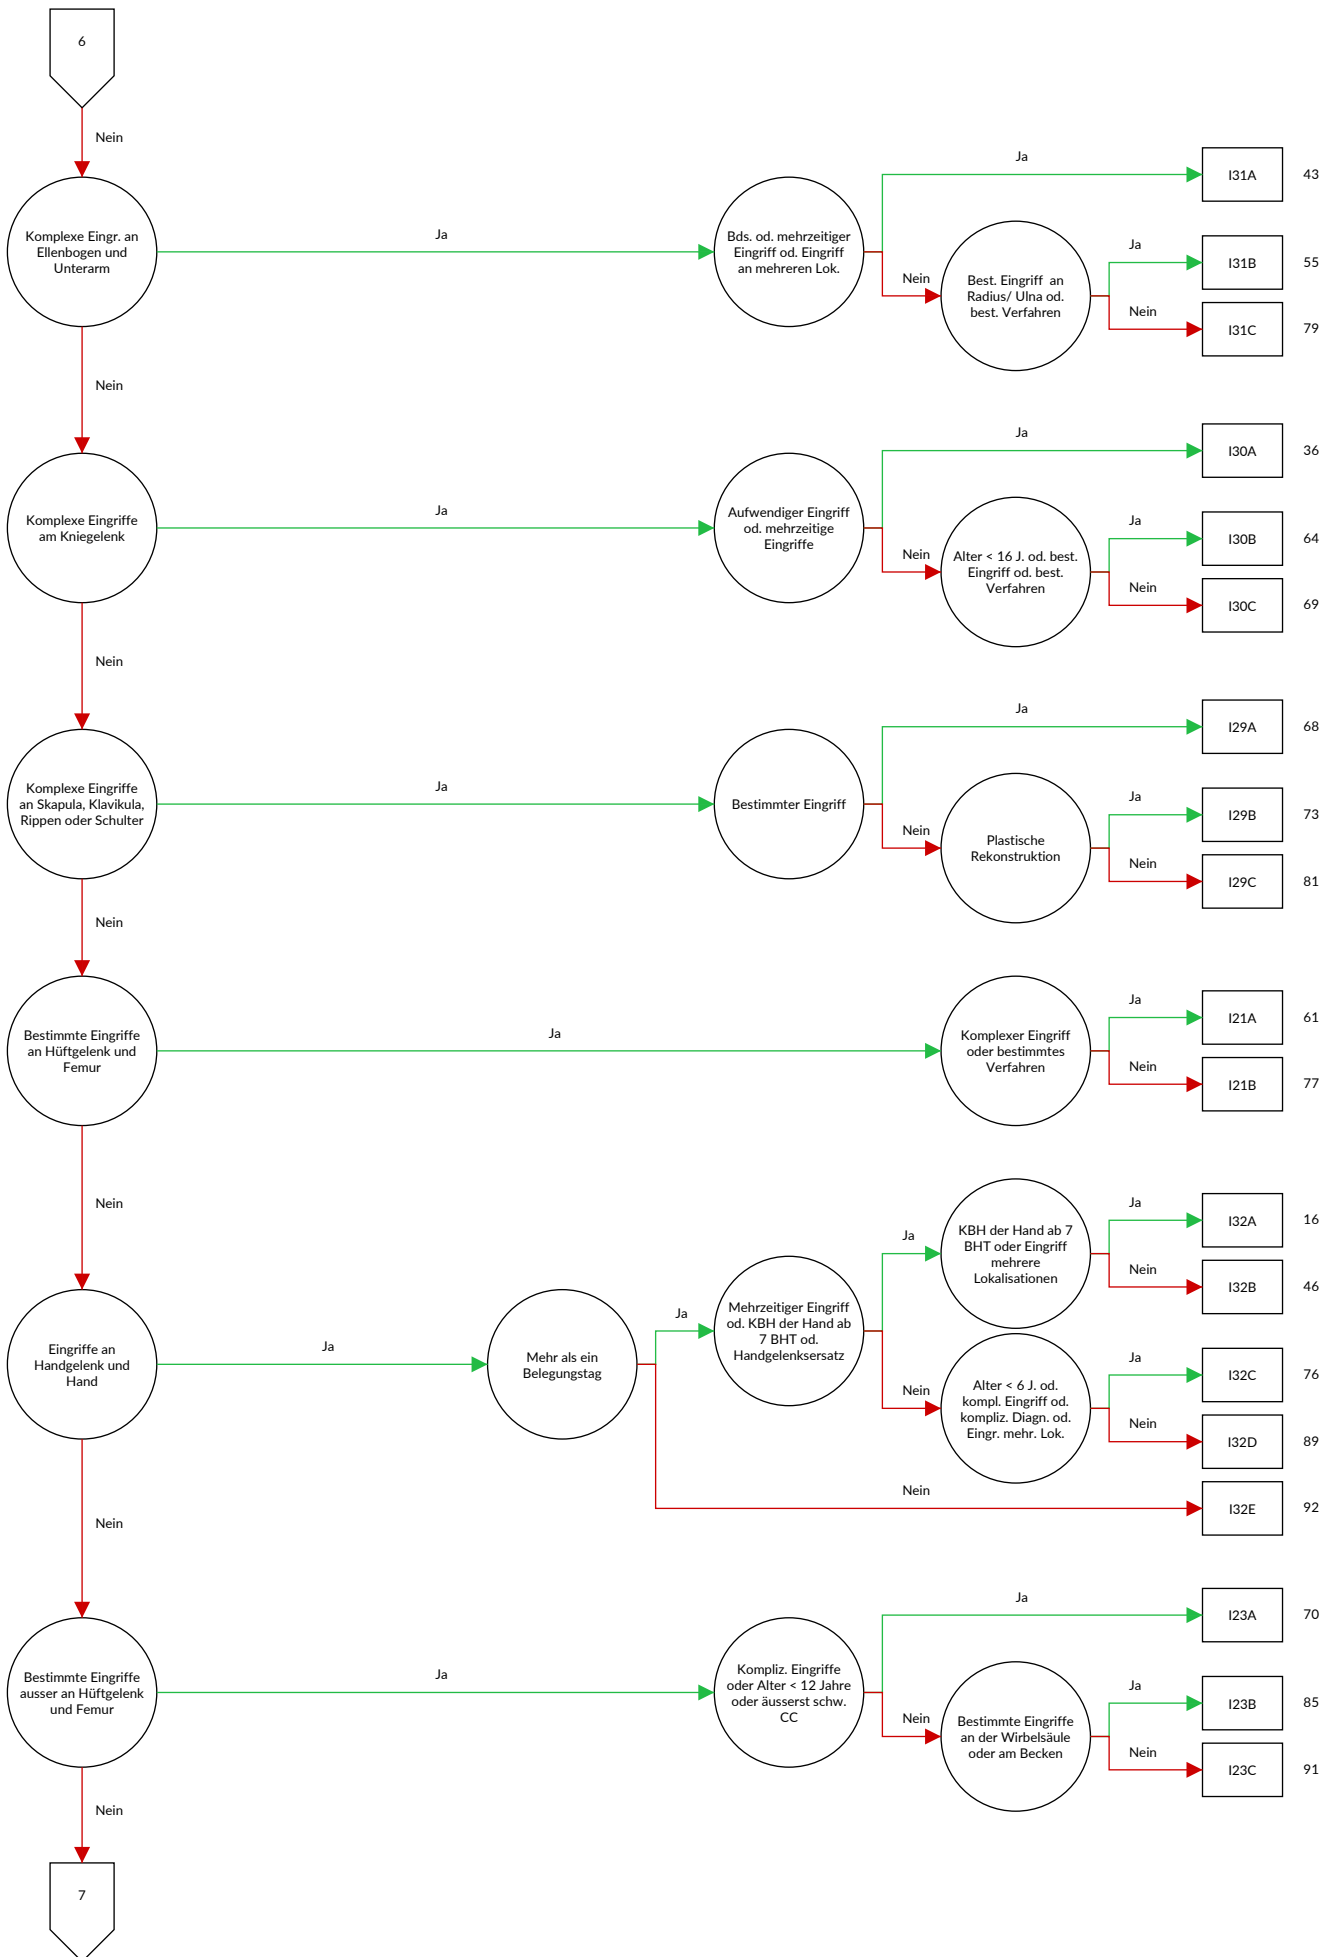 6
Nein
Komplexe Eingr. an
Ellenbogen und
Unterarm
Ja
Bds. od. mehrzeitiger
Eingriff od. Eingriff
an mehreren Lok.
Ja
I31A
43
Nein
Best. Eingriff an
Radius/ Ulna od.
best. Verfahren
Ja
I31B
55
Nein
I31C
79
Nein
Komplexe Eingriffe
am Kniegelenk
Ja
Aufwendiger Eingriff
od. mehrzeitige
Eingriffe
Ja
I30A
36
Nein
Alter < 16 J. od. best.
Eingriff od. best.
Verfahren
Ja
I30B
64
Nein
I30C
69
Nein
Komplexe Eingriffe
an Skapula, Klavikula,
Rippen oder Schulter
Ja
Bestimmter Eingriff
Ja
I29A
68
Nein
Plastische
Rekonstruktion
Ja
I29B
73
Nein
I29C
81
Nein
Bestimmte Eingriffe
an Hüftgelenk und
Femur
Ja
Komplexer Eingriff
oder bestimmtes
Verfahren
Ja
I21A
61
Nein
I21B
77
Nein
Eingriffe an
Handgelenk und
Hand
Ja
Mehr als ein
Belegungstag
Ja
Mehrzeitiger Eingriff
od. KBH der Hand ab
7 BHT od.
Handgelenksersatz
Ja
KBH der Hand ab 7
BHT oder Eingriff
mehrere
Lokalisationen
Ja
I32A
16
Nein
I32B
46
Nein
Alter < 6 J. od.
kompl. Eingriff od.
kompliz. Diagn. od.
Eingr. mehr. Lok.
Ja
I32C
76
Nein
I32D
89
Nein
I32E
92
Nein
Bestimmte Eingriffe
ausser an Hüftgelenk
und Femur
Ja
Kompliz. Eingriffe
oder Alter < 12 Jahre
oder äusserst schw.
CC
Ja
I23A
70
Nein
Bestimmte Eingriffe
an der Wirbelsäule
oder am Becken
Ja
I23B
85
Nein
I23C
91
Nein
7